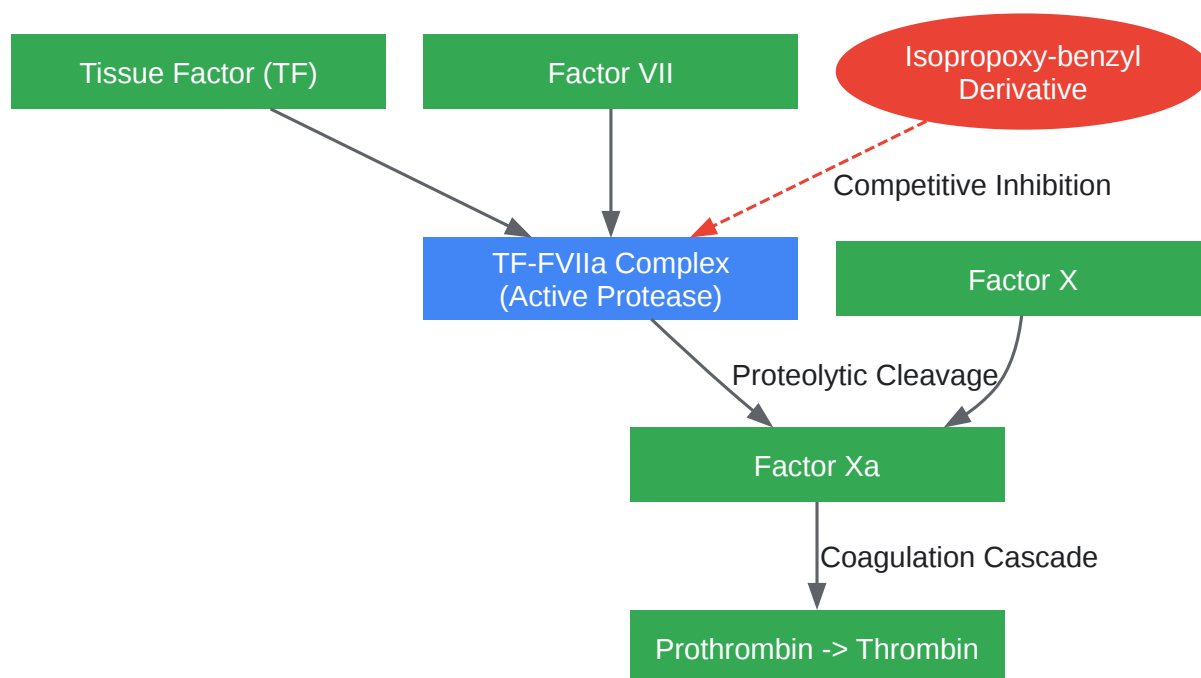 Tissue Factor (TF)
Factor VII
Isopropoxy-benzyl
Derivative
Competitive Inhibition
TF-FVIIa Complex
(Active Protease)
Factor X
Proteolytic Cleavage
Factor Xa
Coagulation Cascade
Prothrombin -> Thrombin